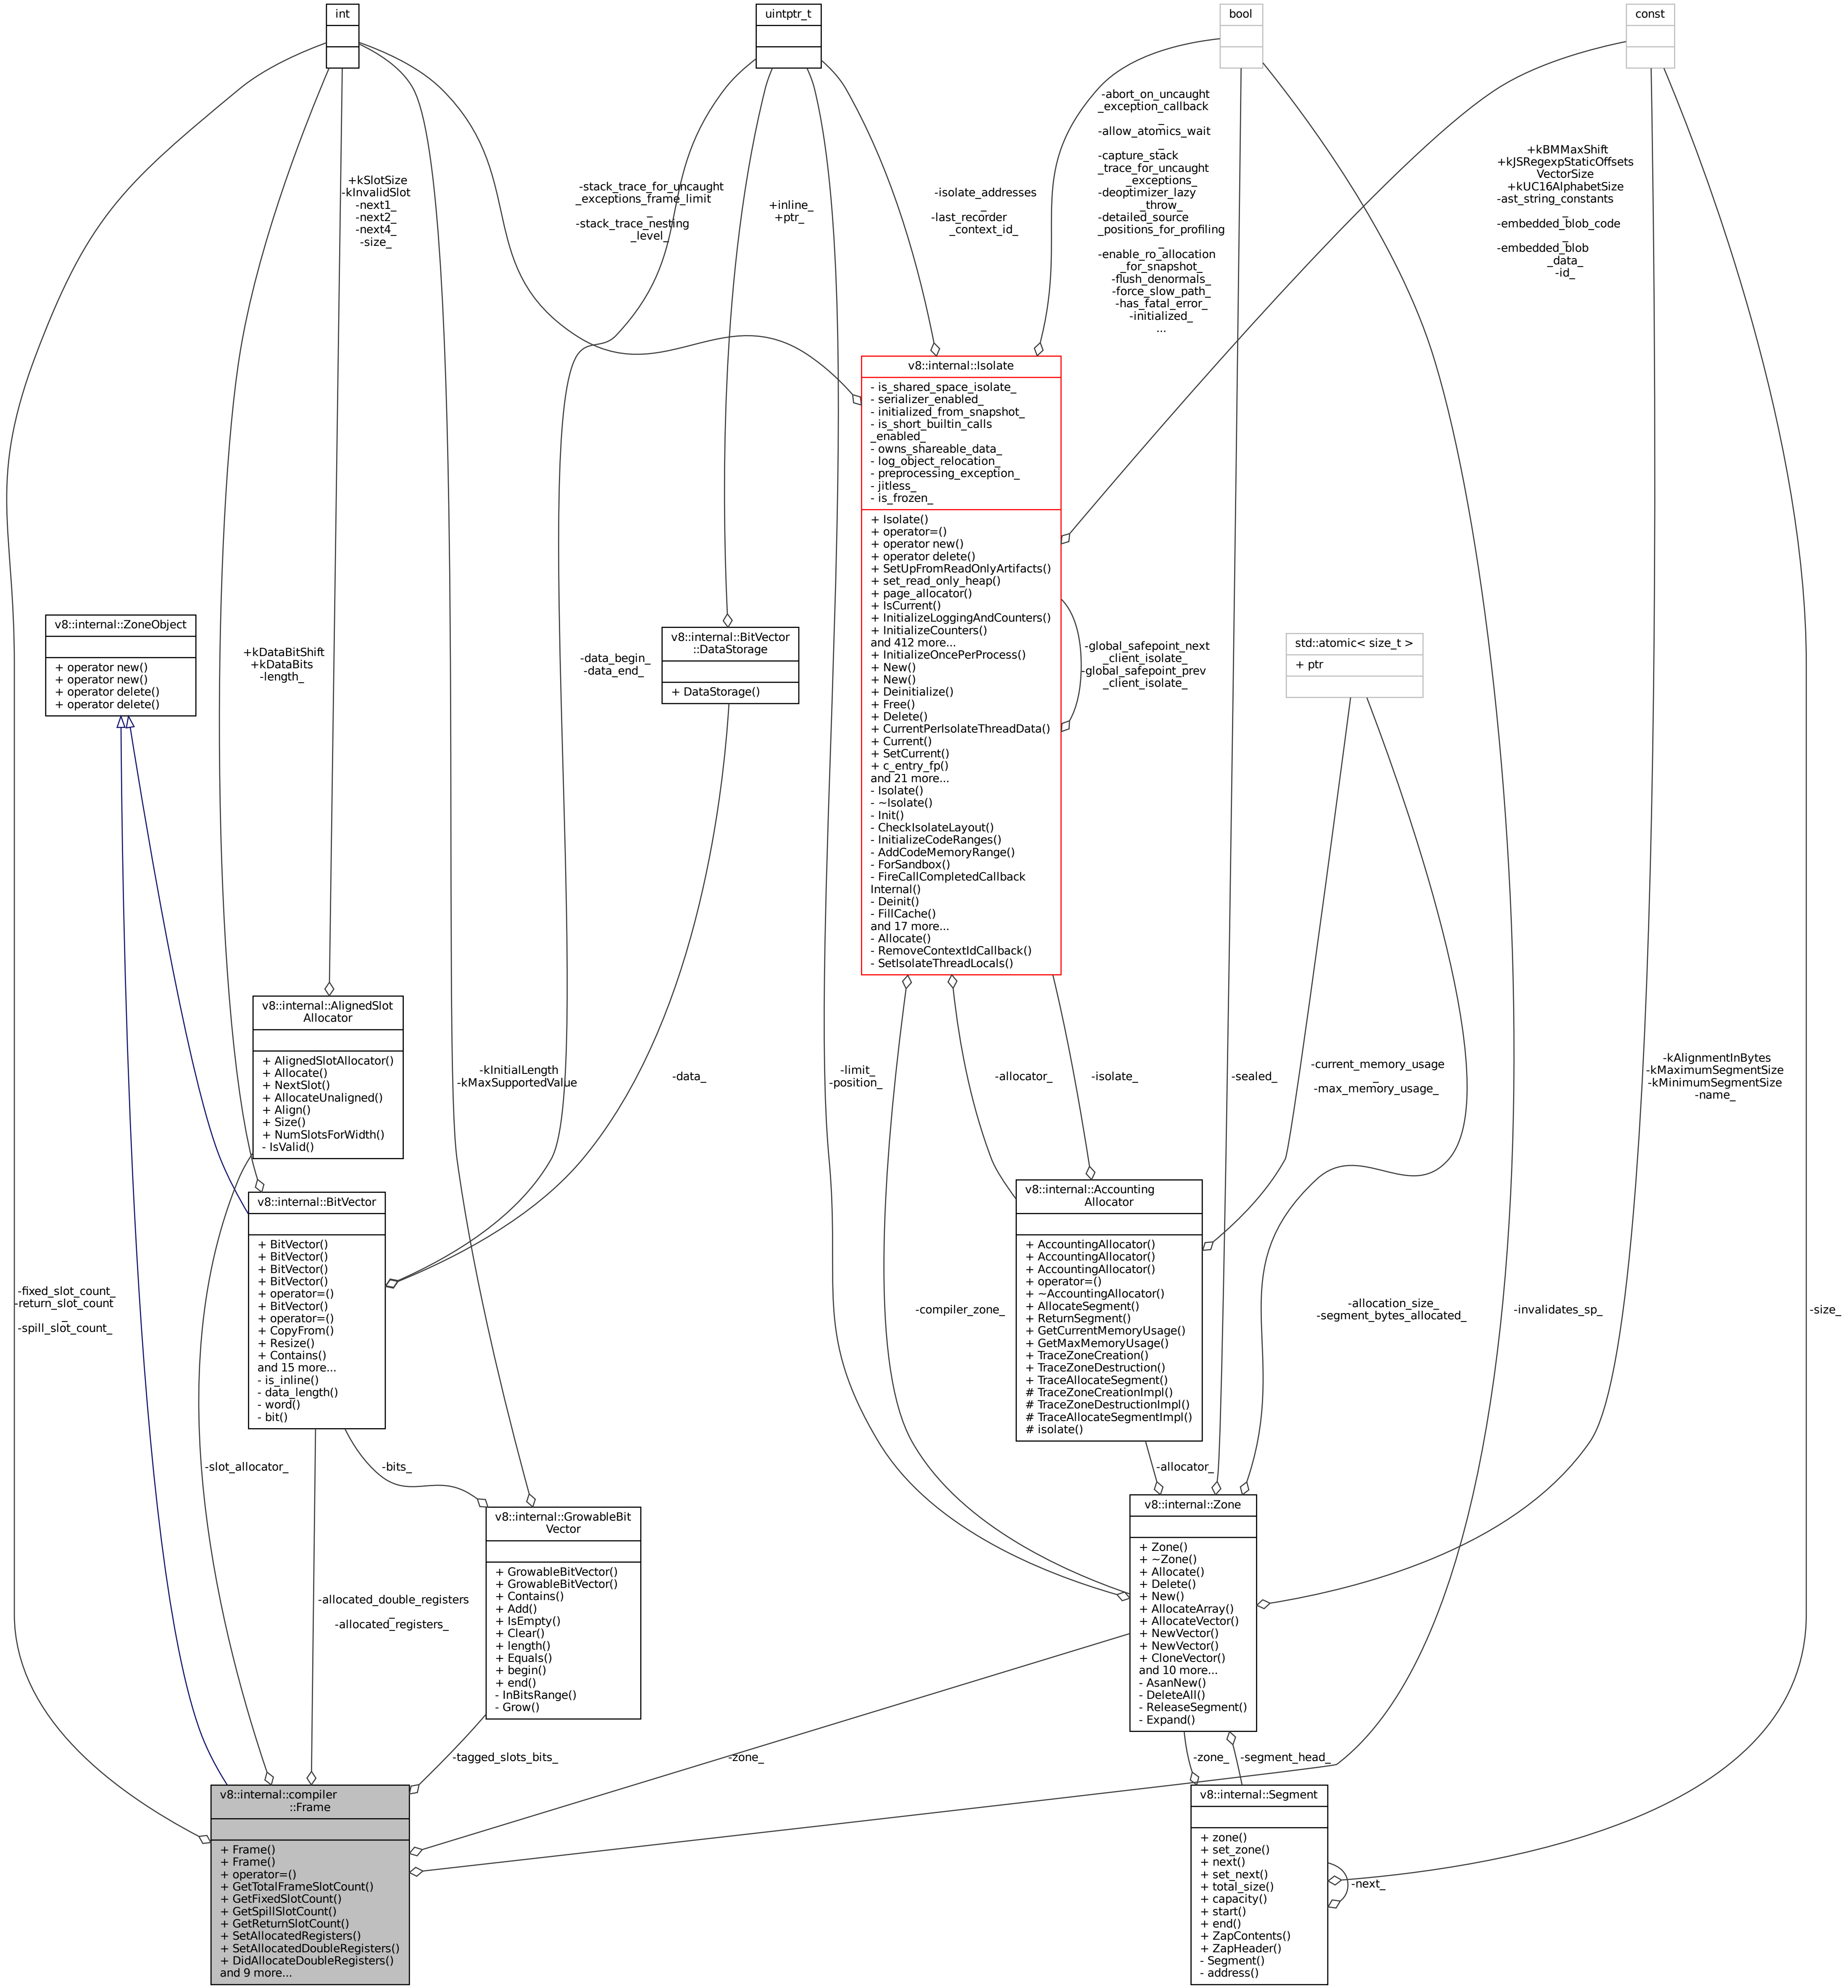 int
uintptr_t
bool
const
-abort_on_uncaught
_exception_callback
_
-allow_atomics_wait
_
-capture_stack
_trace_for_uncaught
_exceptions_
-deoptimizer_lazy
_throw_
-detailed_source
_positions_for_profiling
_
-enable_ro_allocation
_for_snapshot_
-flush_denormals_
-force_slow_path_
-has_fatal_error_
-initialized_
...
+kBMMaxShift
+kJSRegexpStaticOffsets
VectorSize
+kUC16AlphabetSize
-ast_string_constants
_
-embedded_blob_code
_
-embedded_blob
_data_
-id_
+kSlotSize
-kInvalidSlot
-next1_
-next2_
-next4_
-size_
-stack_trace_for_uncaught
_exceptions_frame_limit
_
-stack_trace_nesting
_level_
+inline_
+ptr_
-isolate_addresses
_
-last_recorder
_context_id_
v8::internal::Isolate
- is_shared_space_isolate_
- serializer_enabled_
- initialized_from_snapshot_
- is_short_builtin_calls
_enabled_
- owns_shareable_data_
- log_object_relocation_
- preprocessing_exception_
- jitless_
- is_frozen_
+ Isolate()
+ operator=()
+ operator new()
+ operator delete()
+ SetUpFromReadOnlyArtifacts()
+ set_read_only_heap()
+ page_allocator()
+ IsCurrent()
+ InitializeLoggingAndCounters()
+ InitializeCounters()
and 412 more...
+ InitializeOncePerProcess()
+ New()
+ New()
+ Deinitialize()
+ Free()
+ Delete()
+ CurrentPerIsolateThreadData()
+ Current()
+ SetCurrent()
+ c_entry_fp()
and 21 more...
- Isolate()
- ~Isolate()
- Init()
- CheckIsolateLayout()
- InitializeCodeRanges()
- AddCodeMemoryRange()
- ForSandbox()
- FireCallCompletedCallback
Internal()
- Deinit()
- FillCache()
and 17 more...
- Allocate()
- RemoveContextIdCallback()
- SetIsolateThreadLocals()
v8::internal::ZoneObject
+ operator new()
+ operator new()
+ operator delete()
+ operator delete()
+kDataBitShift
+kDataBits
-length_
-data_begin_
-data_end_
v8::internal::BitVector
::DataStorage
+ DataStorage()
-global_safepoint_next
_client_isolate_
-global_safepoint_prev
_client_isolate_
std::atomic< size_t >
+ ptr
v8::internal::AlignedSlot
Allocator
+ AlignedSlotAllocator()
+ Allocate()
+ NextSlot()
+ AllocateUnaligned()
+ Align()
+ Size()
+ NumSlotsForWidth()
- IsValid()
-kInitialLength
-kMaxSupportedValue
-data_
-limit_
-position_
-allocator_
-isolate_
-sealed_
-current_memory_usage
_
-max_memory_usage_
-kAlignmentInBytes
-kMaximumSegmentSize
-kMinimumSegmentSize
-name_
v8::internal::BitVector
+ BitVector()
+ BitVector()
+ BitVector()
+ BitVector()
+ operator=()
+ BitVector()
+ operator=()
+ CopyFrom()
+ Resize()
+ Contains()
and 15 more...
- is_inline()
- data_length()
- word()
- bit()
v8::internal::Accounting
Allocator
+ AccountingAllocator()
+ AccountingAllocator()
+ AccountingAllocator()
+ operator=()
+ ~AccountingAllocator()
+ AllocateSegment()
+ ReturnSegment()
+ GetCurrentMemoryUsage()
+ GetMaxMemoryUsage()
+ TraceZoneCreation()
+ TraceZoneDestruction()
+ TraceAllocateSegment()
# TraceZoneCreationImpl()
# TraceZoneDestructionImpl()
# TraceAllocateSegmentImpl()
# isolate()
-fixed_slot_count_
-return_slot_count
_
-spill_slot_count_
-compiler_zone_
-allocation_size_
-segment_bytes_allocated_
-invalidates_sp_
-size_
-slot_allocator_
-bits_
-allocator_
v8::internal::GrowableBit
Vector
+ GrowableBitVector()
+ GrowableBitVector()
+ Contains()
+ Add()
+ IsEmpty()
+ Clear()
+ length()
+ Equals()
+ begin()
+ end()
- InBitsRange()
- Grow()
v8::internal::Zone
+ Zone()
+ ~Zone()
+ Allocate()
+ Delete()
+ New()
+ AllocateArray()
+ AllocateVector()
+ NewVector()
+ NewVector()
+ CloneVector()
and 10 more...
- AsanNew()
- DeleteAll()
- ReleaseSegment()
- Expand()
-allocated_double_registers
_
-allocated_registers_
-tagged_slots_bits_
-zone_
-zone_
-segment_head_
v8::internal::compiler
::Frame
+ Frame()
+ Frame()
+ operator=()
+ GetTotalFrameSlotCount()
+ GetFixedSlotCount()
+ GetSpillSlotCount()
+ GetReturnSlotCount()
+ SetAllocatedRegisters()
+ SetAllocatedDoubleRegisters()
+ DidAllocateDoubleRegisters()
and 9 more...
v8::internal::Segment
+ zone()
+ set_zone()
+ next()
+ set_next()
+ total_size()
+ capacity()
+ start()
+ end()
+ ZapContents()
+ ZapHeader()
- Segment()
- address()
-next_